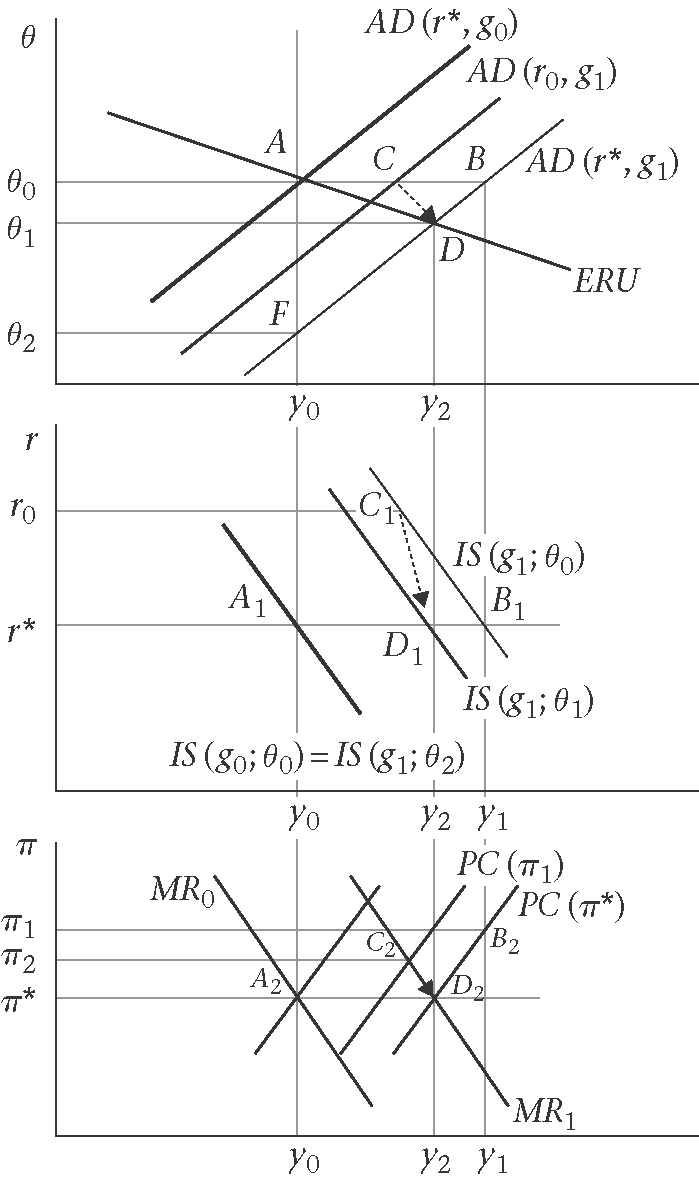 θ
AD (r*, g₀)
AD (r₀, g₁)
A
C
B
AD (r*, g₁)
θ₀
θ₁
D
ERU
F
θ₂
y₀
y₂
r
r₀
C₁
IS (g₁; θ₀)
A₁
B₁
r*
D₁
IS (g₁; θ₁)
IS (g₀; θ₀) = IS (g₁; θ₂)
y₀
y₂
y₁
π
PC (π₁)
MR₀
PC (π*)
π₁
C₂
B₂
π₂
A₂
D₂
π*
MR₁
y₀
y₂
y₁